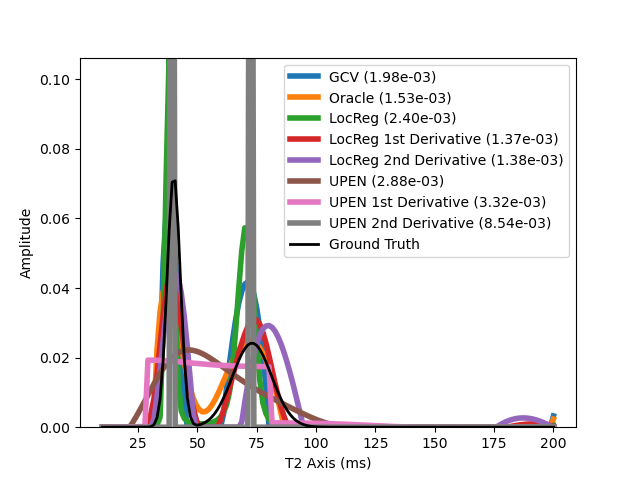 0.10
0.08
0.06
0.04
0.02
0.00
Amplitude
GCV (1.98e-03)
Oracle (1.53e-03)
LocReg (2.40e-03)
LocReg 1st Derivative (1.37e-03)
LocReg 2nd Derivative (1.38e-03)
UPEN (2.88e-03)
UPEN 1st Derivative (3.32e-03)
UPEN 2nd Derivative (8.54e-03)
Ground Truth
25 50 75 100 125 150 175 200
T2 Axis (ms)